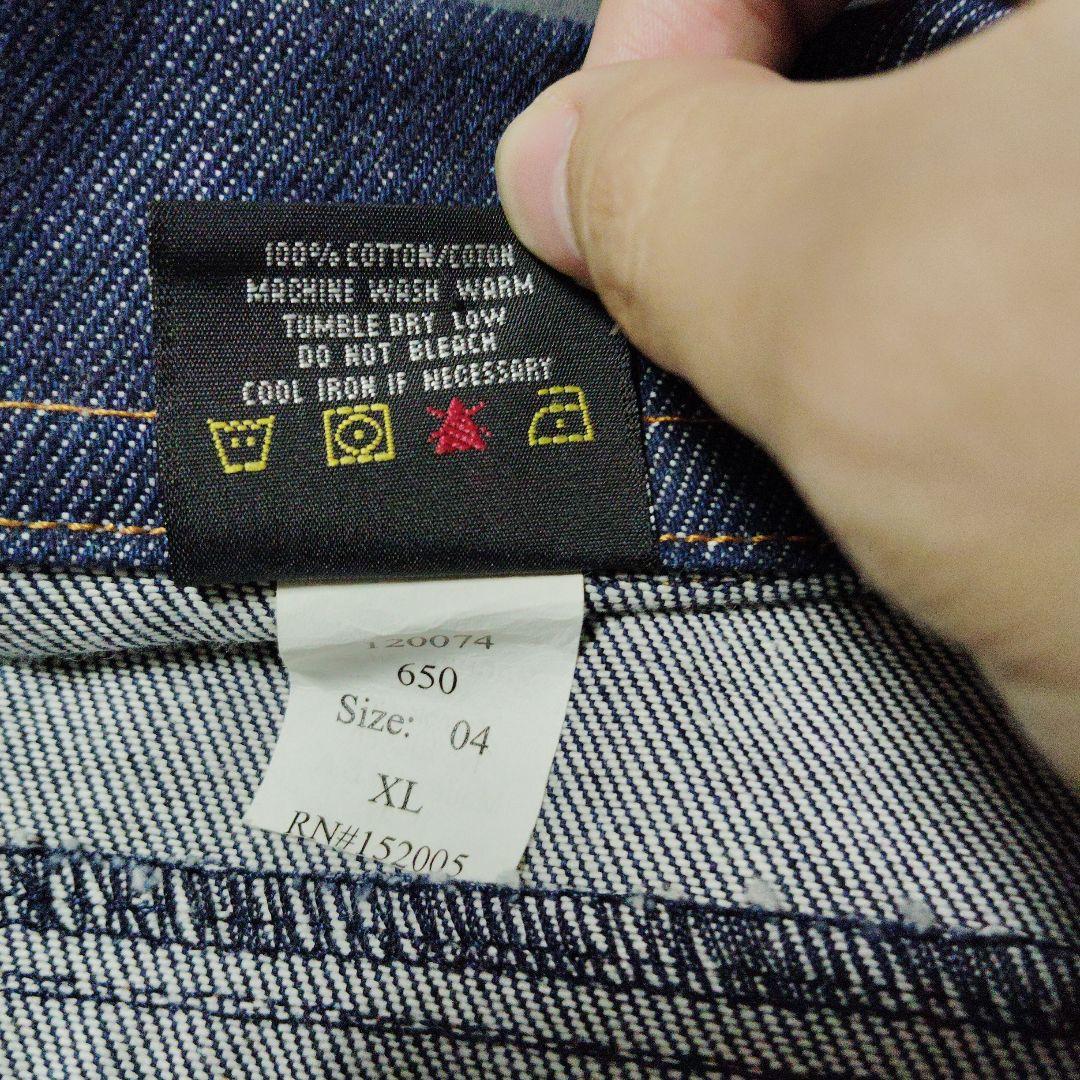 100% COTTON/COTON
MACHINE WASH WARM
TUMBLE DRY LOW
DO NOT BLEACH
COOL IRON IF NECESSARY
120074
650
Size: 04
XL
RN#152005